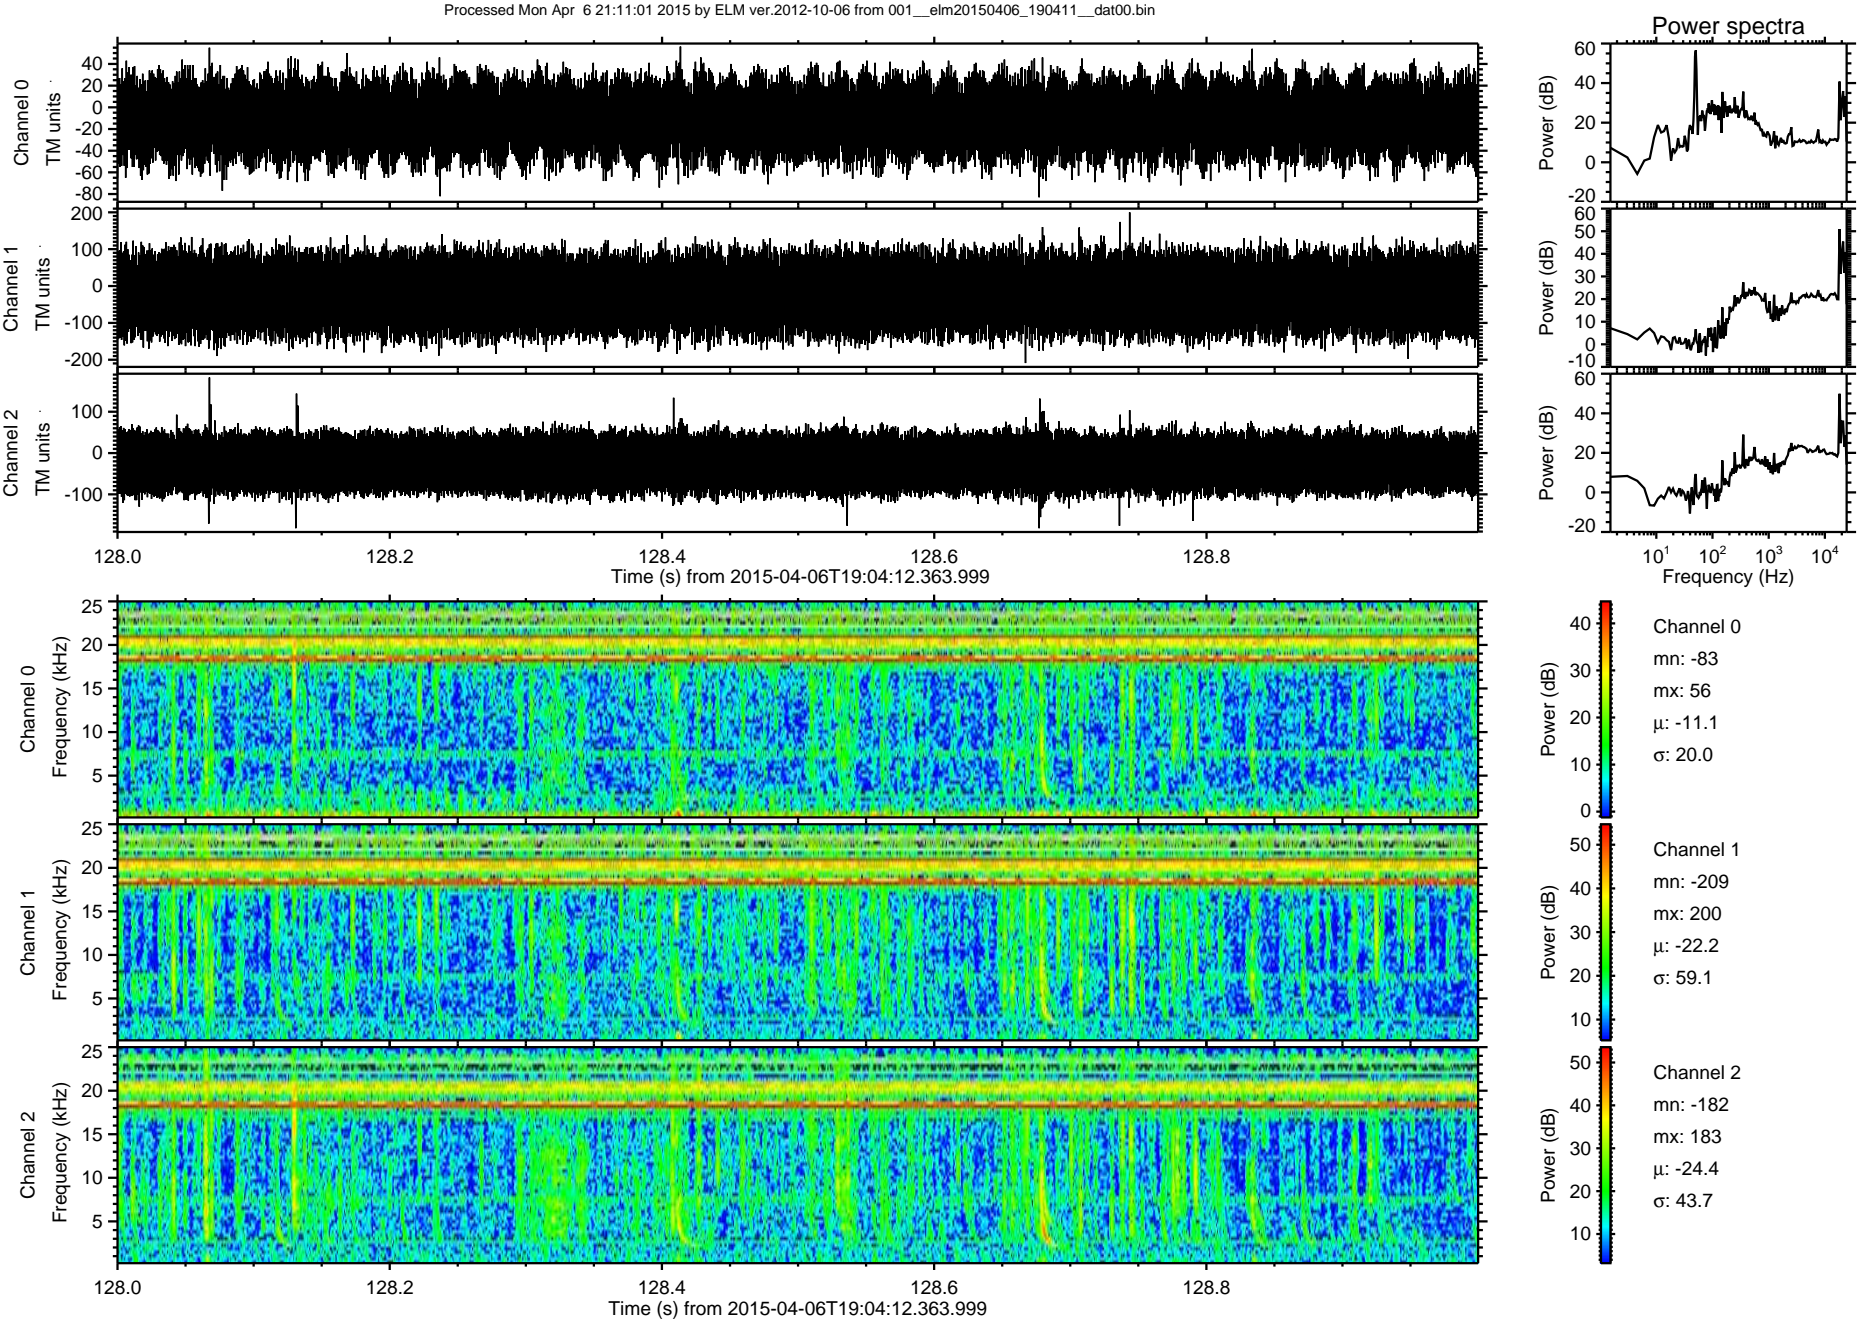 Processed Mon Apr  6 21:11:01 2015 by ELM ver.2012-10-06 from 001__elm20150406_190411__dat00.bin
Power spectra
Channel 0
TM units
40
20
0
-20
-40
-60
-80
Power (dB)
60
40
20
0
-20
Channel 1
TM units
200
100
0
-100
-200
Power (dB)
60
50
40
30
20
10
0
-10
Channel 2
TM units
100
0
-100
Power (dB)
60
40
20
0
-20
128.0 128.2 128.4 128.6 128.8
Time (s) from 2015-04-06T19:04:12.363.999
10^1 10^2 10^3 10^4
Frequency (Hz)
Channel 0
Frequency (kHz)
25
20
15
10
5
Power (dB)
40
30
20
10
0
Channel 0
mn: -83
mx: 56
μ: -11.1
σ: 20.0
Channel 1
Frequency (kHz)
25
20
15
10
5
Power (dB)
50
40
30
20
10
Channel 1
mn: -209
mx: 200
μ: -22.2
σ: 59.1
Channel 2
Frequency (kHz)
25
20
15
10
5
Power (dB)
50
40
30
20
10
Channel 2
mn: -182
mx: 183
μ: -24.4
σ: 43.7
128.0 128.2 128.4 128.6 128.8
Time (s) from 2015-04-06T19:04:12.363.999